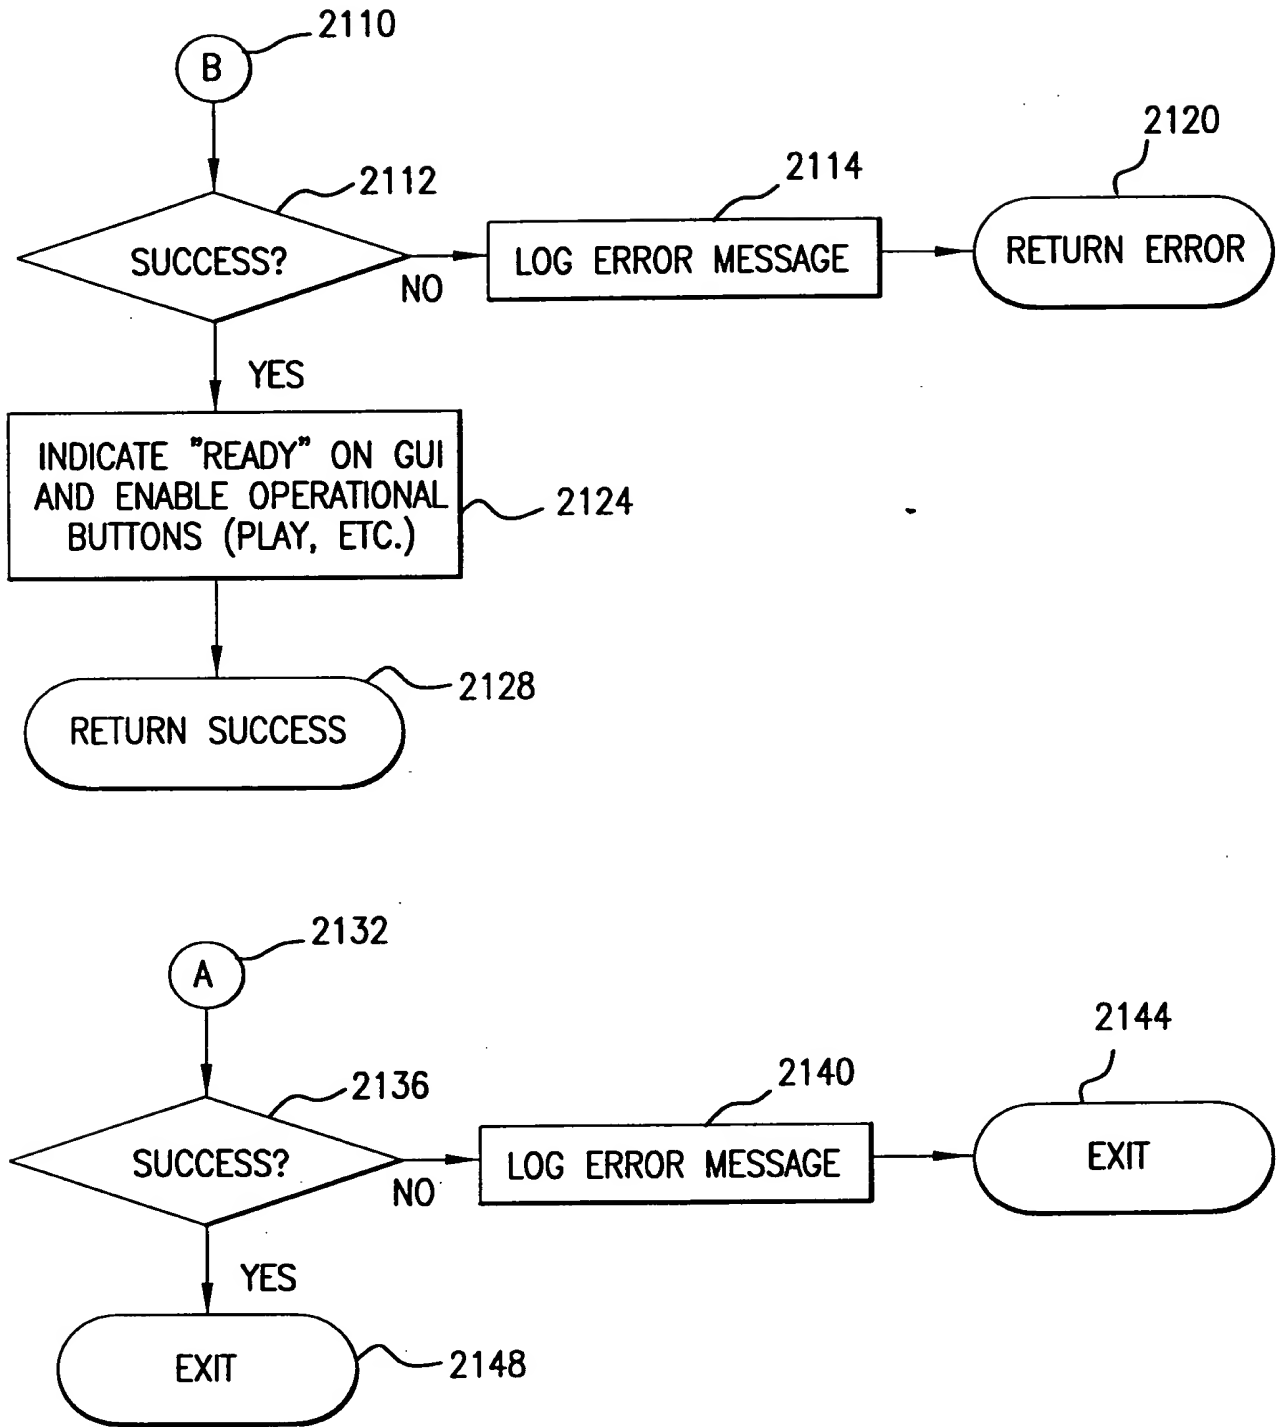 2110
B
2112
SUCCESS?
NO
2114
LOG ERROR MESSAGE
2120
RETURN ERROR
YES
INDICATE "READY" ON GUI
AND ENABLE OPERATIONAL
BUTTONS (PLAY, ETC.)
2124
2128
RETURN SUCCESS
2132
A
2136
SUCCESS?
NO
2140
LOG ERROR MESSAGE
2144
EXIT
YES
EXIT
2148